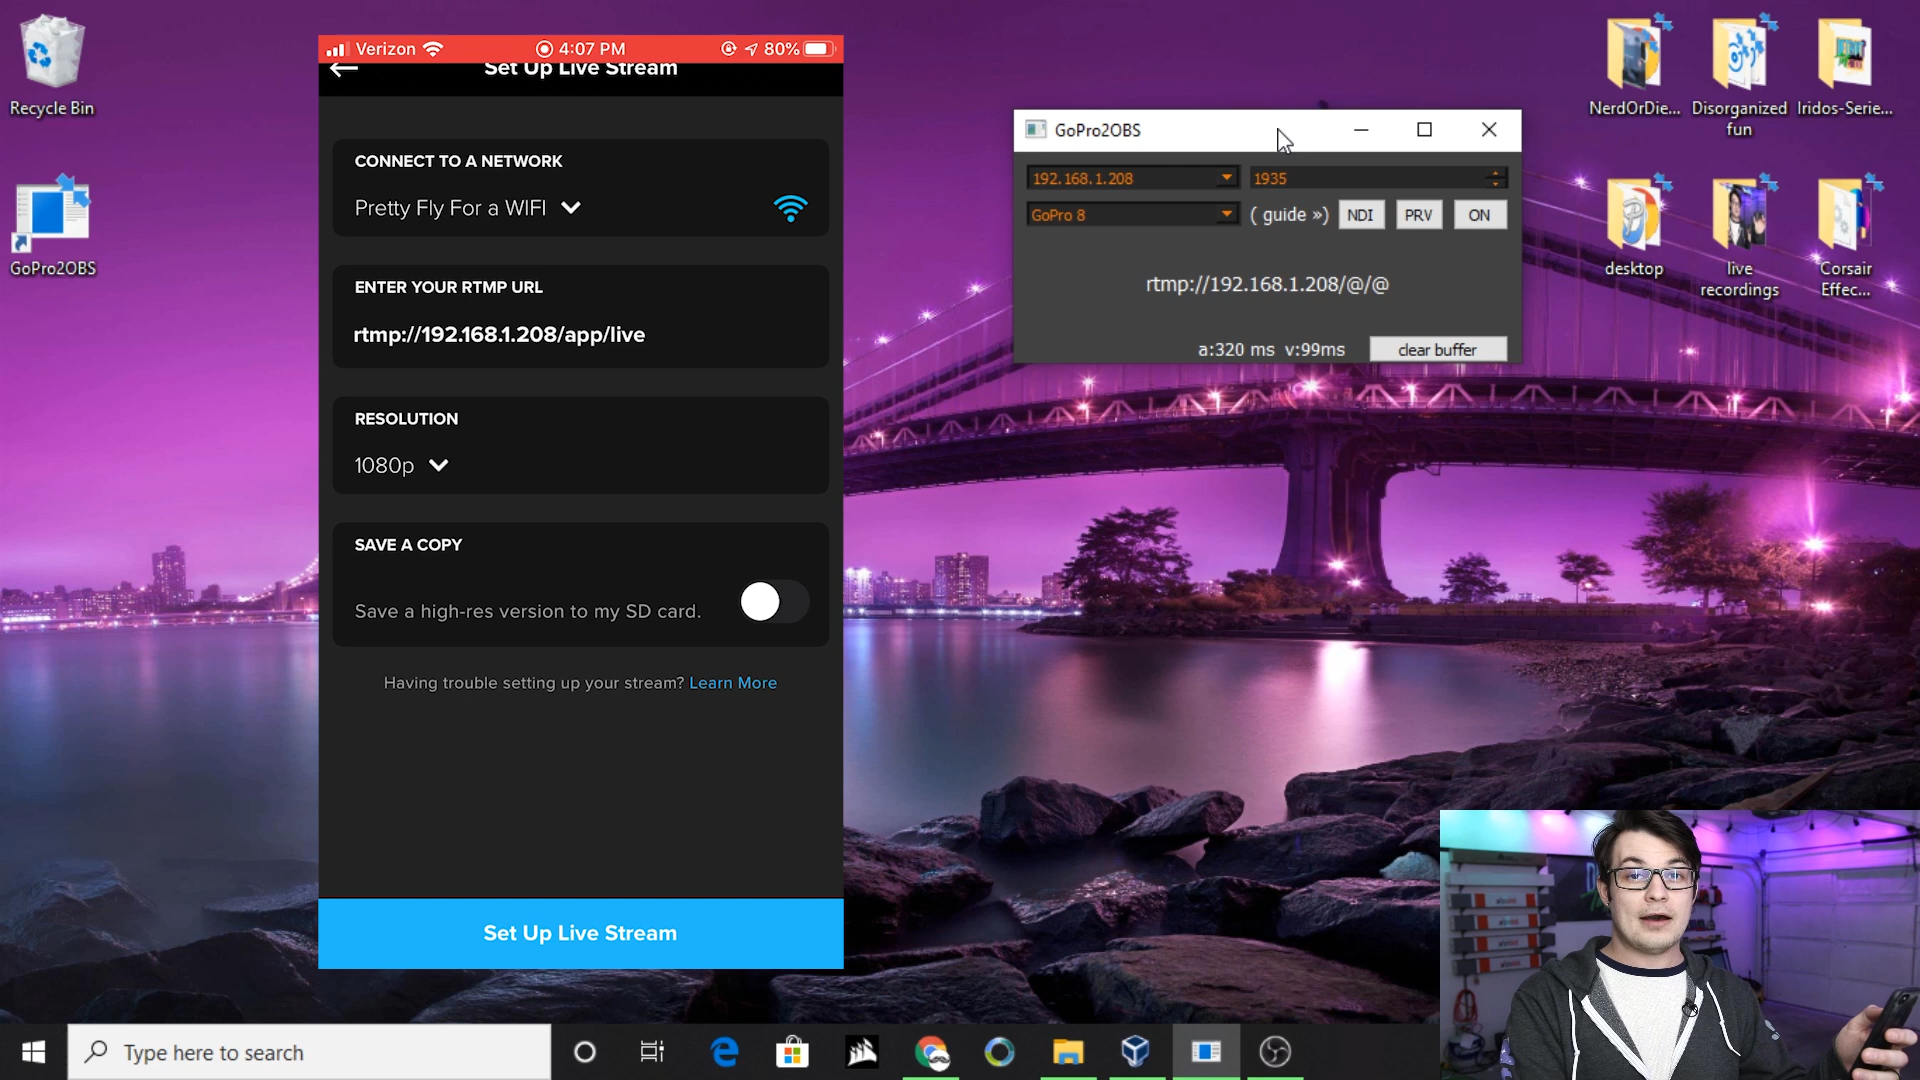 Recycle Bin
GoPro2OBS
Verizon
4:07 PM
80%
Set Up Live Stream
CONNECT TO A NETWORK
Pretty Fly For a WIFI
ENTER YOUR RTMP URL
rtmp://192.168.1.208/app/live
RESOLUTION
1080p
SAVE A COPY
Save a high-res version to my SD card.
Having trouble setting up your stream? Learn More
Set Up Live Stream
GoPro2OBS
192.168.1.208
1935
GoPro 8
( guide »)
NDI
PRV
ON
rtmp://192.168.1.208/@/@
a:320 ms v:99ms
clear buffer
NerdOrDie...
Disorganized
fun
Iridos-Serie...
desktop
live
recordings
Corsair
Effec...
Type here to search